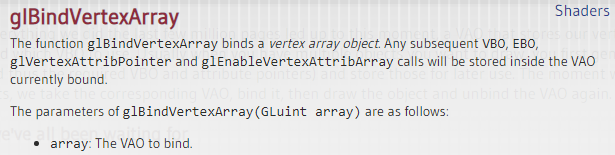 glBindVertexArray
Shaders
The function glBindVertexArray binds a vertex array object. Any subsequent VBO, EBO,
glVertexAttribPointer and glEnableVertexAttribArray calls will be stored inside the VAO
currently bound.
The parameters of glBindVertexArray(GLuint array) are as follows:
• array: The VAO to bind.